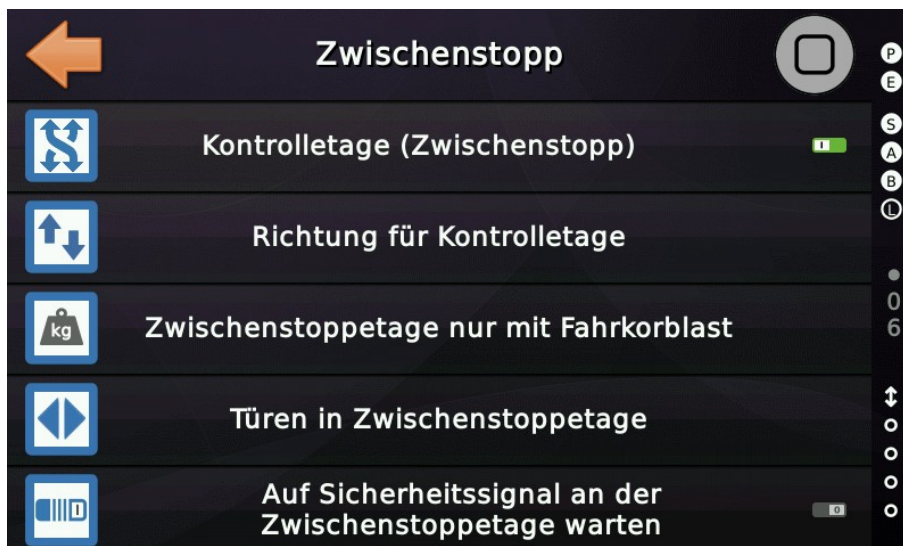 Zwischenstopp
Kontrolletage (Zwischenstopp)
Richtung für Kontrolletage
kg
Zwischenstoppetage nur mit Fahrkorblast
Türen in Zwischenstoppetage
Auf Sicherheitssignal an der
Zwischenstoppetage warten
P
E
S
A
B
L
0
6